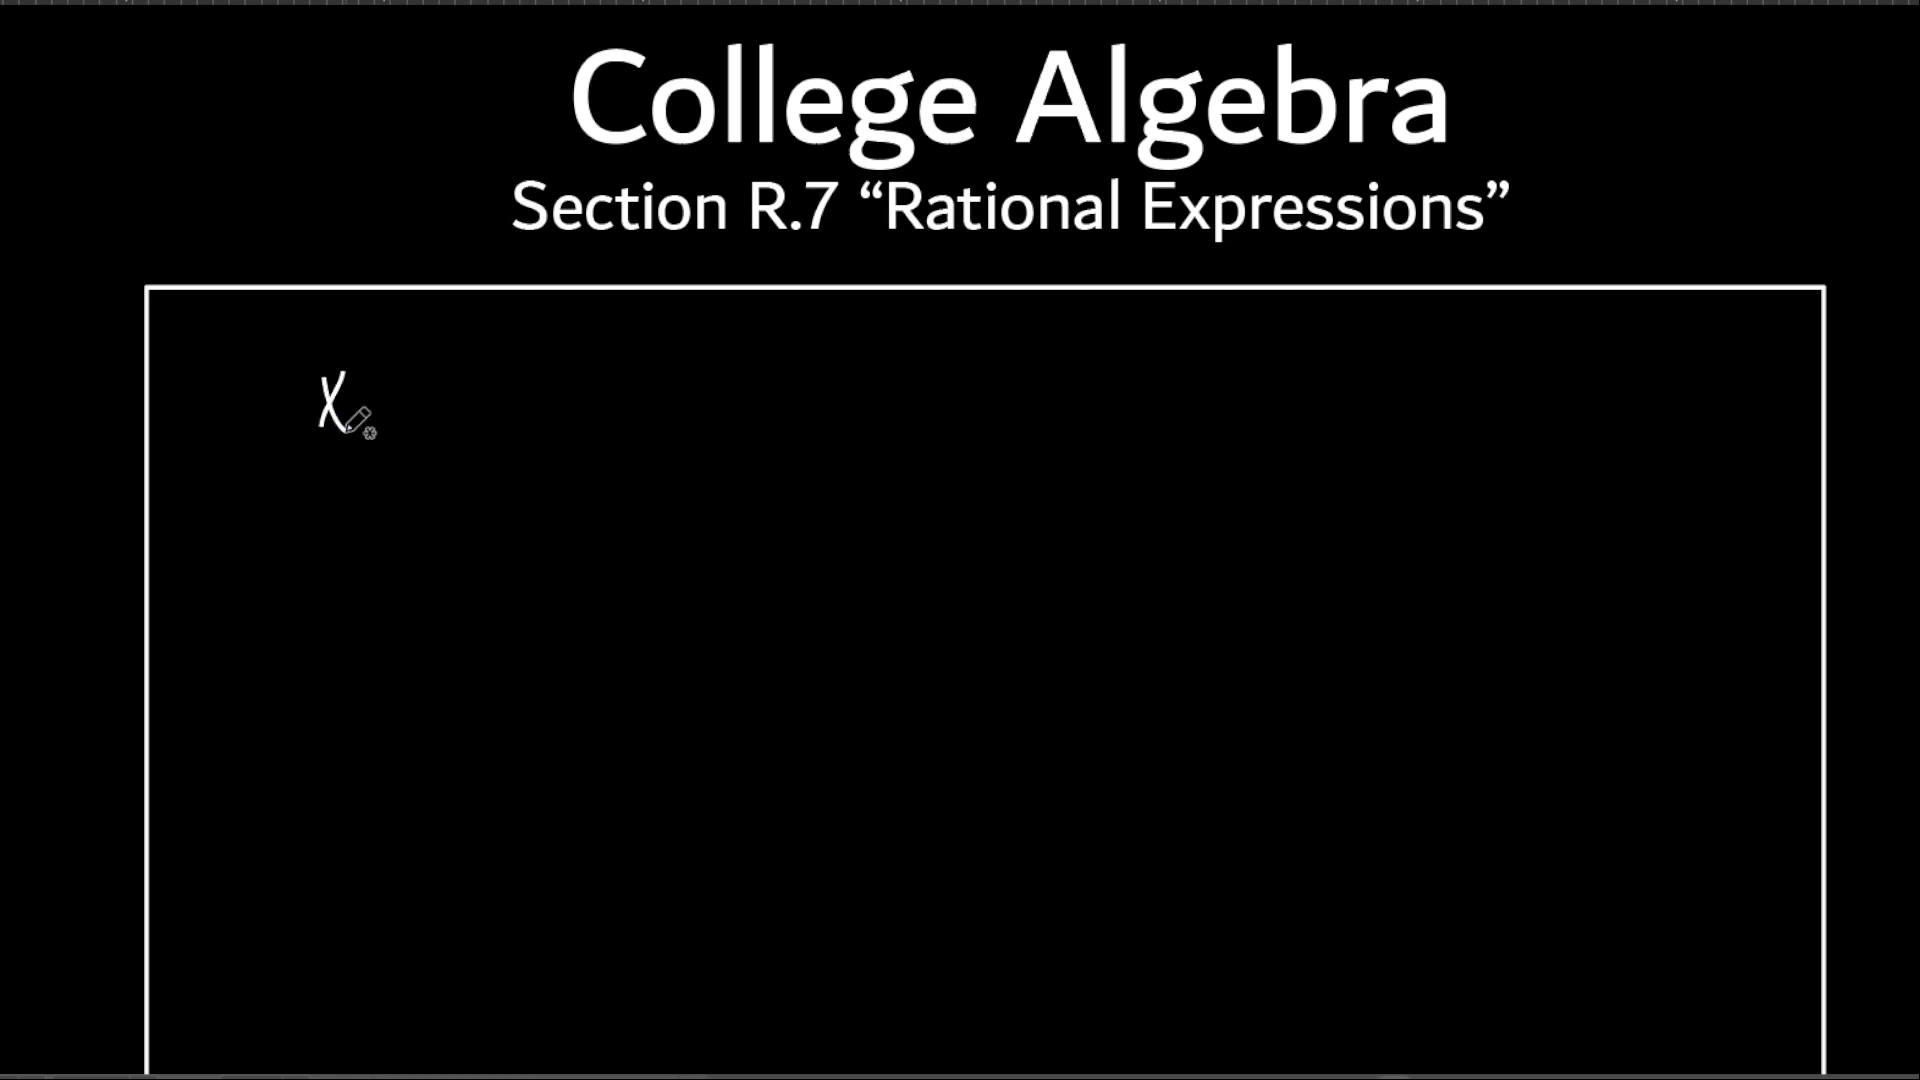 College Algebra
Section R.7 “Rational Expressions”
x